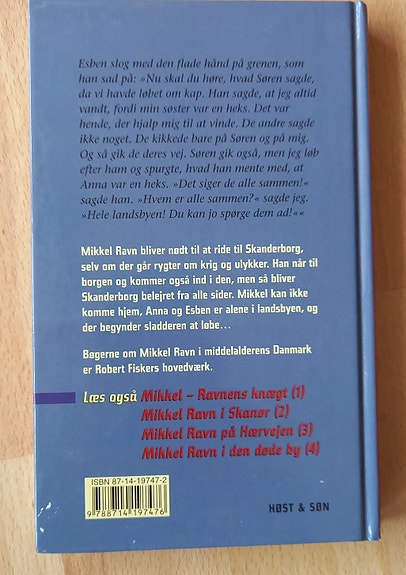 Esben slog med den flade hånd på grenen, som
han sad på: »Nu skal du høre, hvad Søren sagde,
da vi havde løbet om kap. Han sagde, at jeg altid
vandt, fordi min søster var en heks. Det var
hende, der hjalp mig til at vinde. De andre sagde
ikke noget. De kikkede bare på Søren og på mig.
Og så gik de deres vej. Søren gik også, men jeg løb
efter ham og spurgte, hvad han mente med, at
Anna var en heks. »Det siger de alle sammen!«
sagde han. »Hvem er alle sammen?« sagde jeg.
»Hele landsbyen! Du kan jo spørge dem ad!««
Mikkel Ravn bliver nødt til at ride til Skanderborg,
selv om der går rygter om krig og ulykker. Han når til
borgen og kommer også ind i den, men så bliver
Skanderborg belejret fra alle sider. Mikkel kan ikke
komme hjem, Anna og Esben er alene i landsbyen, og
der begynder sladderen at løbe…
Bøgerne om Mikkel Ravn i middelalderens Danmark
er Robert Fiskers hovedværk.
Læs også Mikkel – Ravnens knægt (1)
Mikkel Ravn i Skanør (2)
Mikkel Ravn på Hærvejen (3)
Mikkel Ravn i den døde by (4)
ISBN 87-14-19747-2
9 788714 197476
HØST & SØN